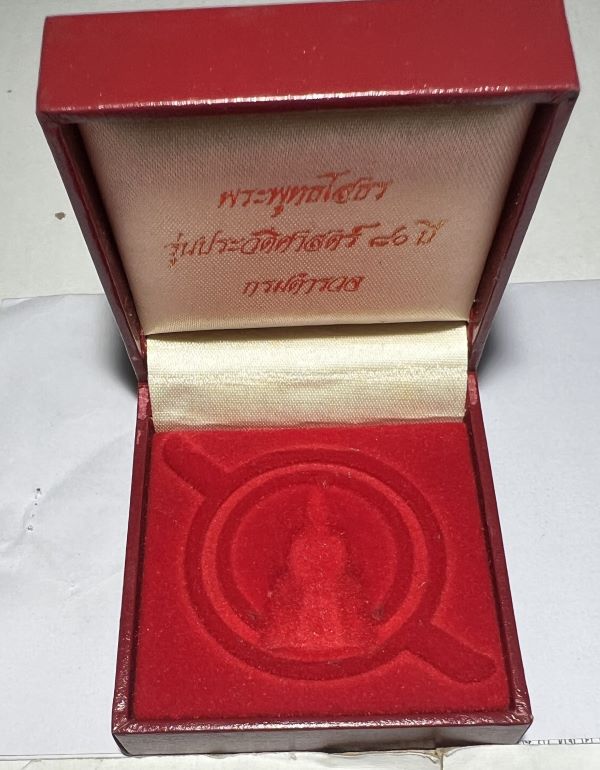 พระพุทธโสธร
รุ่นประวัติศาสตร์ ๘๐ ปี
กรมตำรวจ